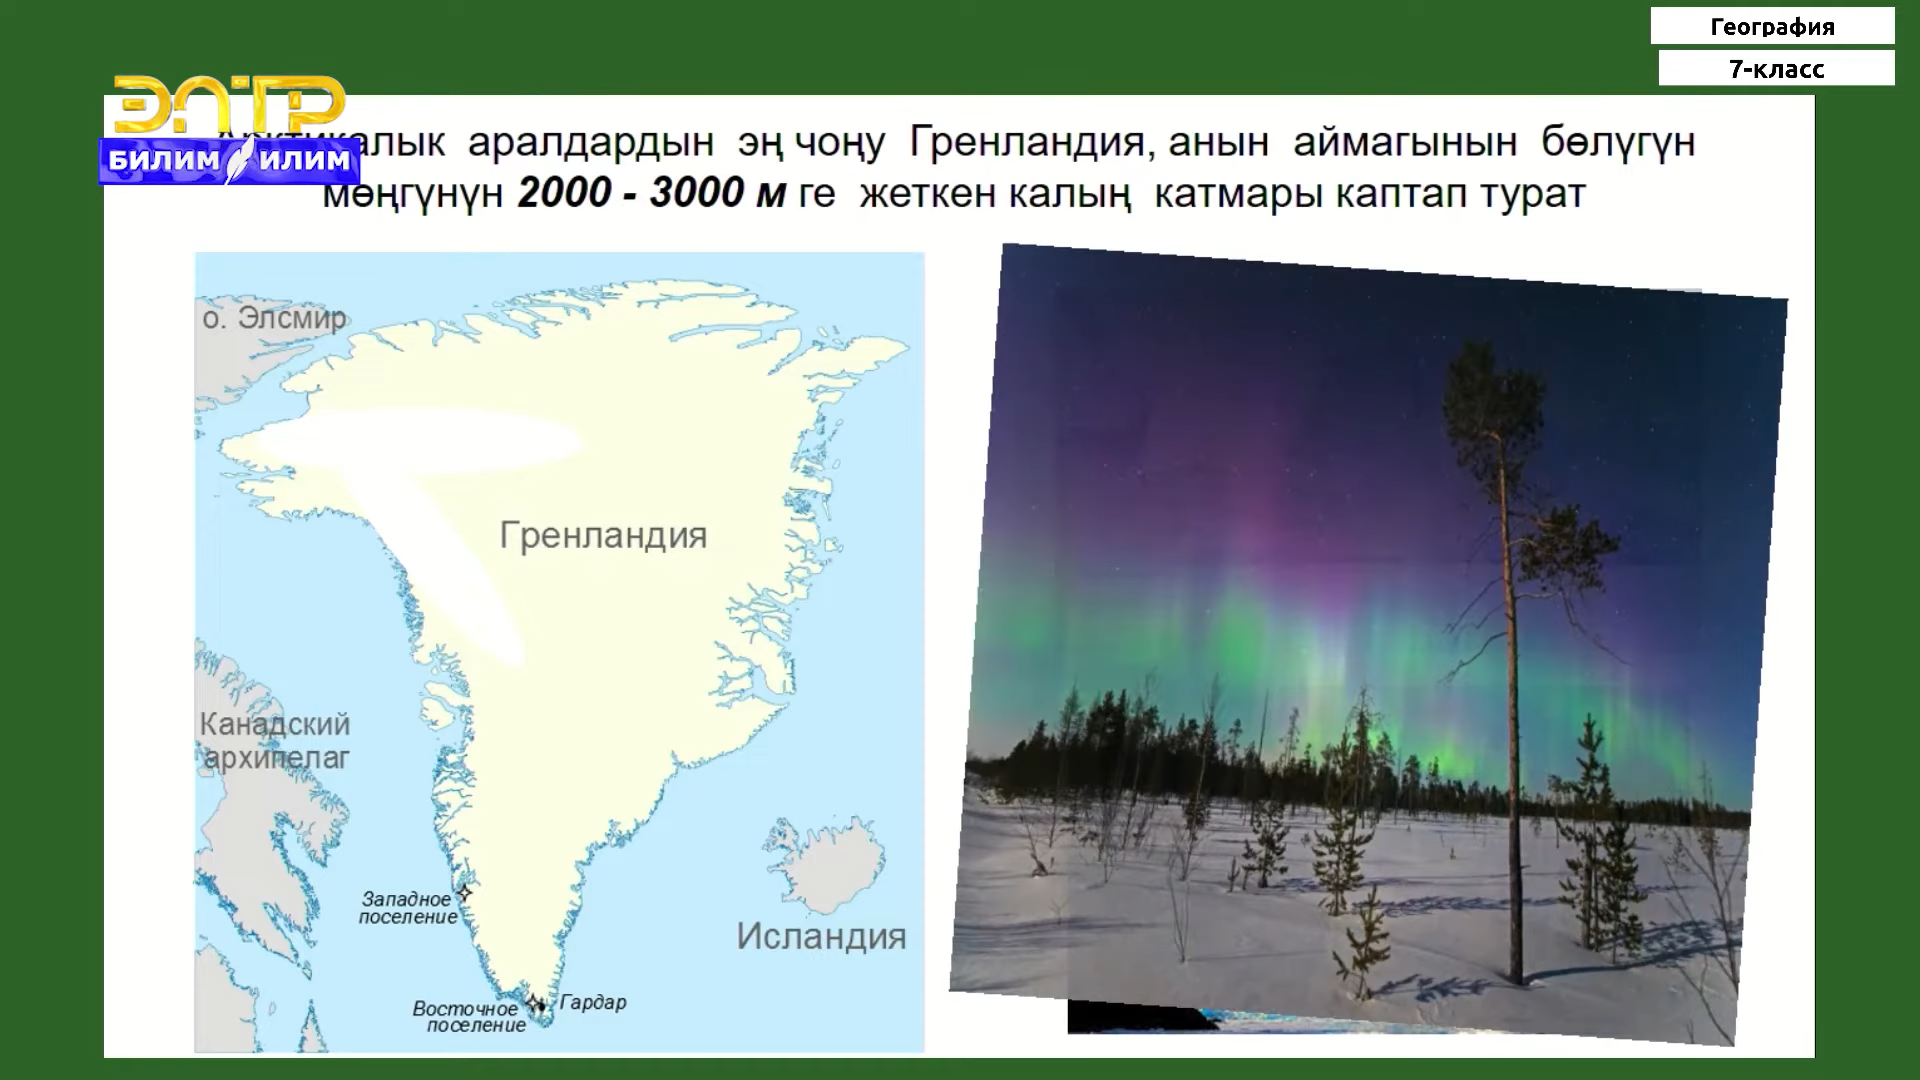 География
7-класс
ЭЛТР
БИЛИМ ИЛИМ
Арктикалык аралдардын эң чоңу Гренландия, анын аймагынын бөлүгүн
мөңгүнүн 2000 - 3000 м ге жеткен калың катмары каптап турат
о. Элсмир
Гренландия
Канадский
архипелаг
Западное
поселение
Исландия
Восточное
поселение
Гардар